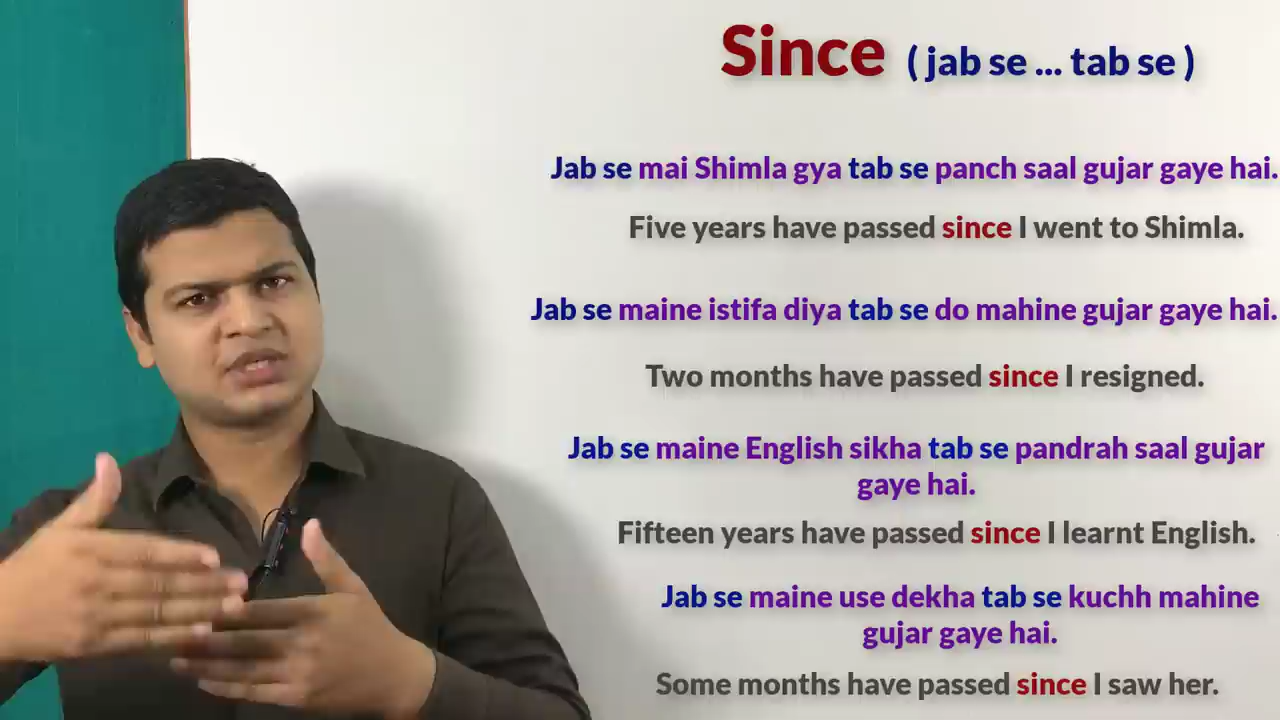 Since ( jab se ... tab se )
Jab se mai Shimla gya tab se panch saal gujar gaye hai.
Five years have passed since I went to Shimla.
Jab se maine istifa diya tab se do mahine gujar gaye hai.
Two months have passed since I resigned.
Jab se maine English sikha tab se pandrah saal gujar
gaye hai.
Fifteen years have passed since I learnt English.
Jab se maine use dekha tab se kuchh mahine
gujar gaye hai.
Some months have passed since I saw her.